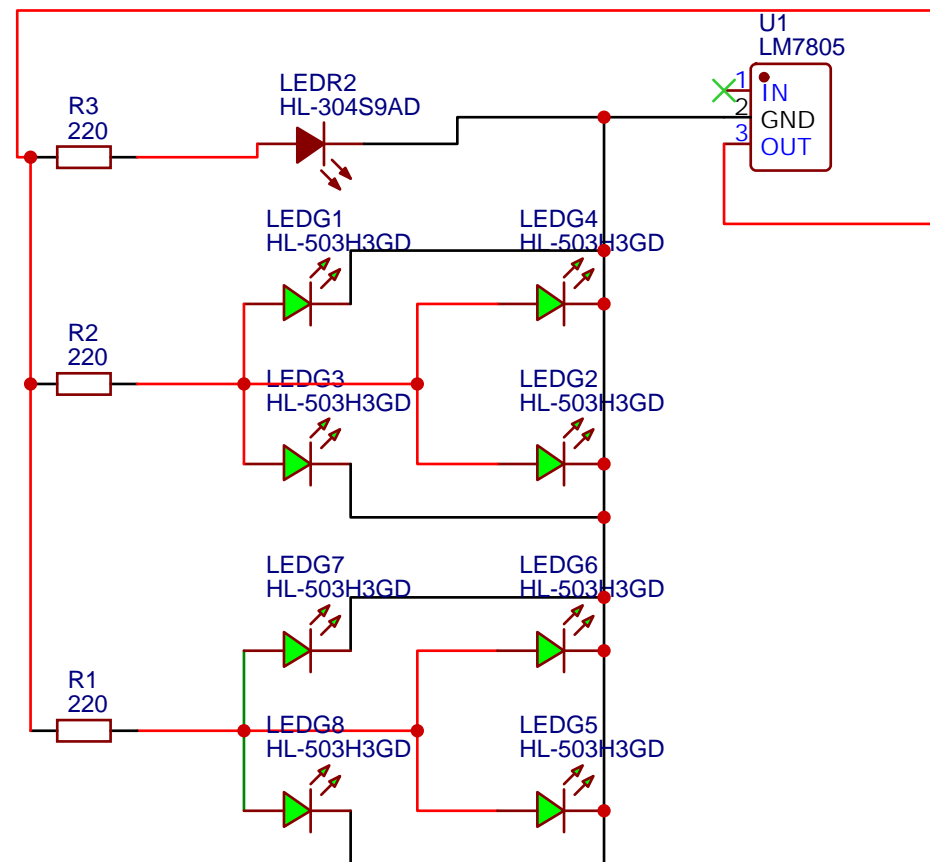 U1
LM7805
1
IN
2
GND
3
OUT
LEDR2
HL-304S9AD
R3
220
LEDG1
HL-503H3GD
LEDG4
HL-503H3GD
R2
220
LEDG3
HL-503H3GD
LEDG2
HL-503H3GD
LEDG7
HL-503H3GD
LEDG6
HL-503H3GD
R1
220
LEDG8
HL-503H3GD
LEDG5
HL-503H3GD